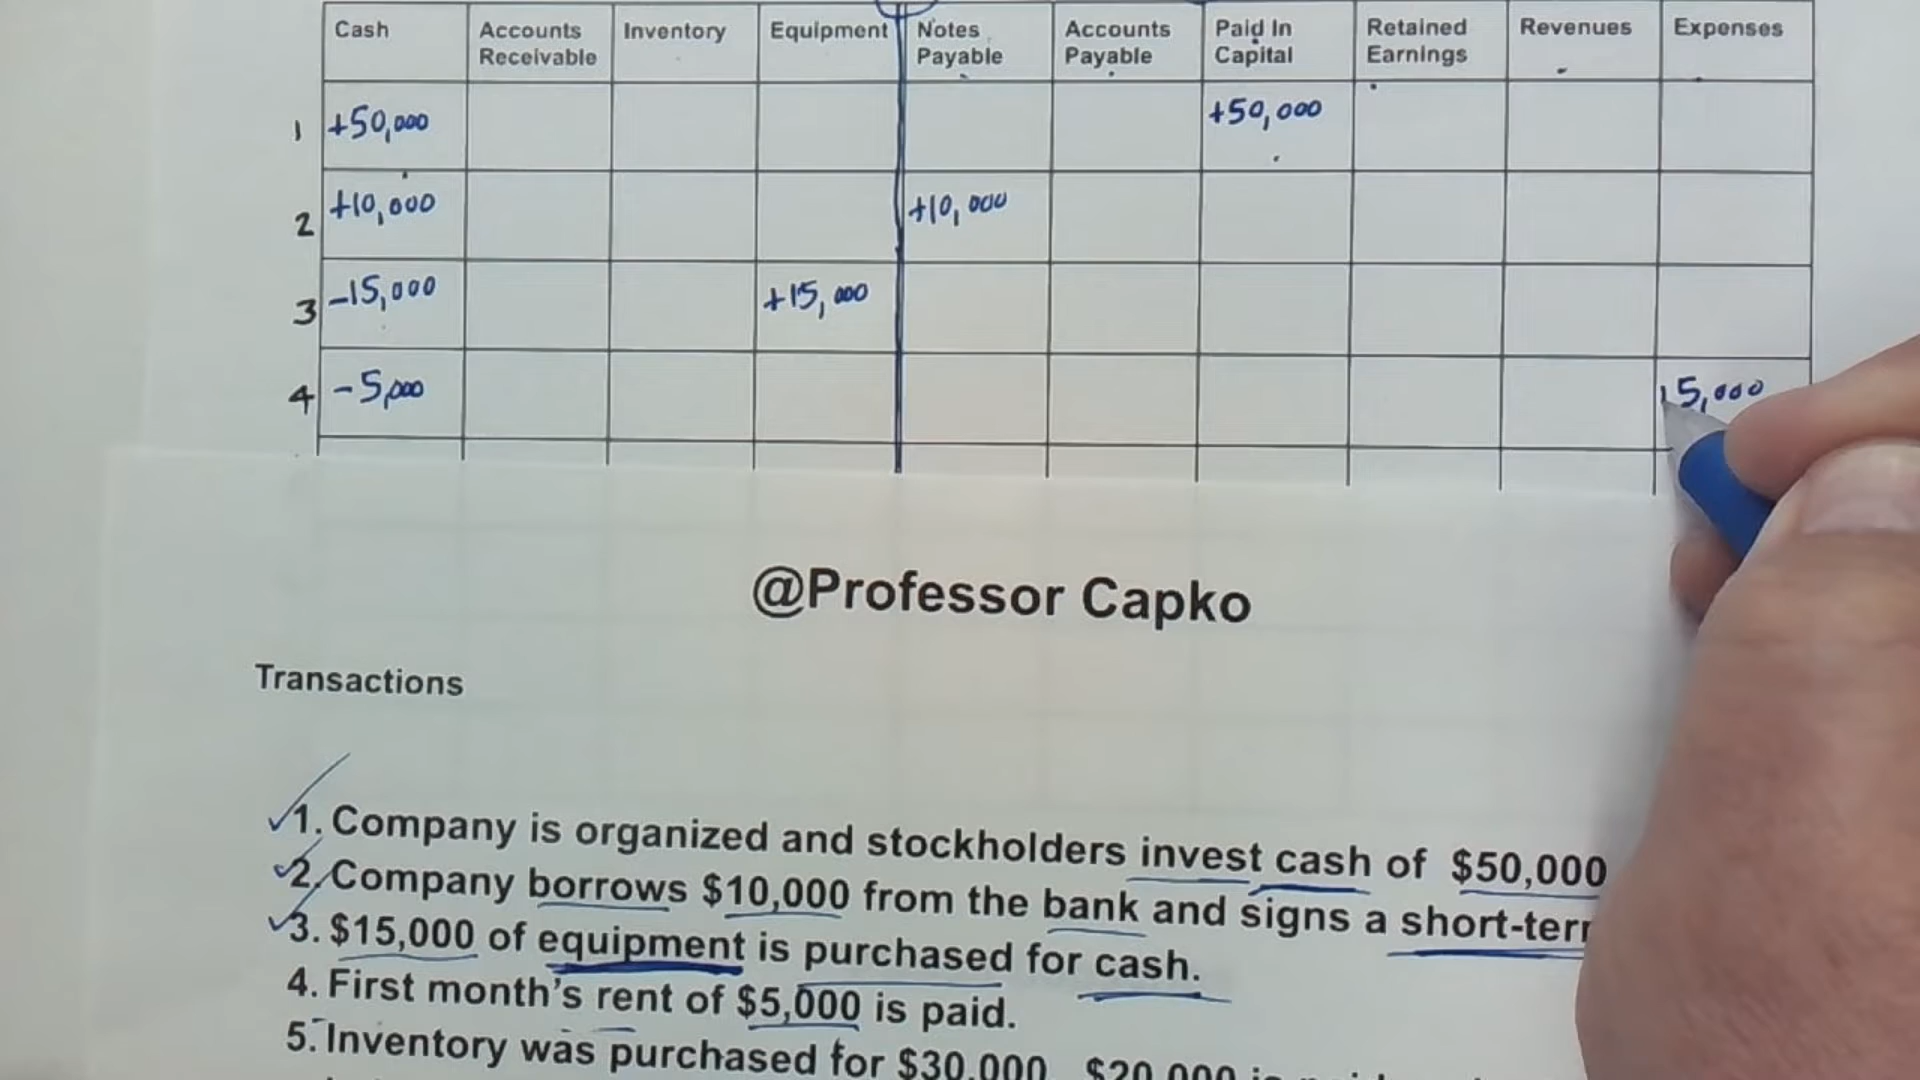 Cash Accounts Receivable Inventory Equipment Notes Payable Accounts Payable Paid In Capital Retained Earnings Revenues Expenses
1 +50,000 +50,000
2 +10,000 +10,000
3 -15,000 +15,000
4 -5,000 5,000
@Professor Capko
Transactions
1. Company is organized and stockholders invest cash of $50,000
2. Company borrows $10,000 from the bank and signs a
3. $15,000 of equipment is purchased for cash.
4. First month's rent of $5,000 is paid.
5. Inventory was purchased for $30,000. $20,000 is